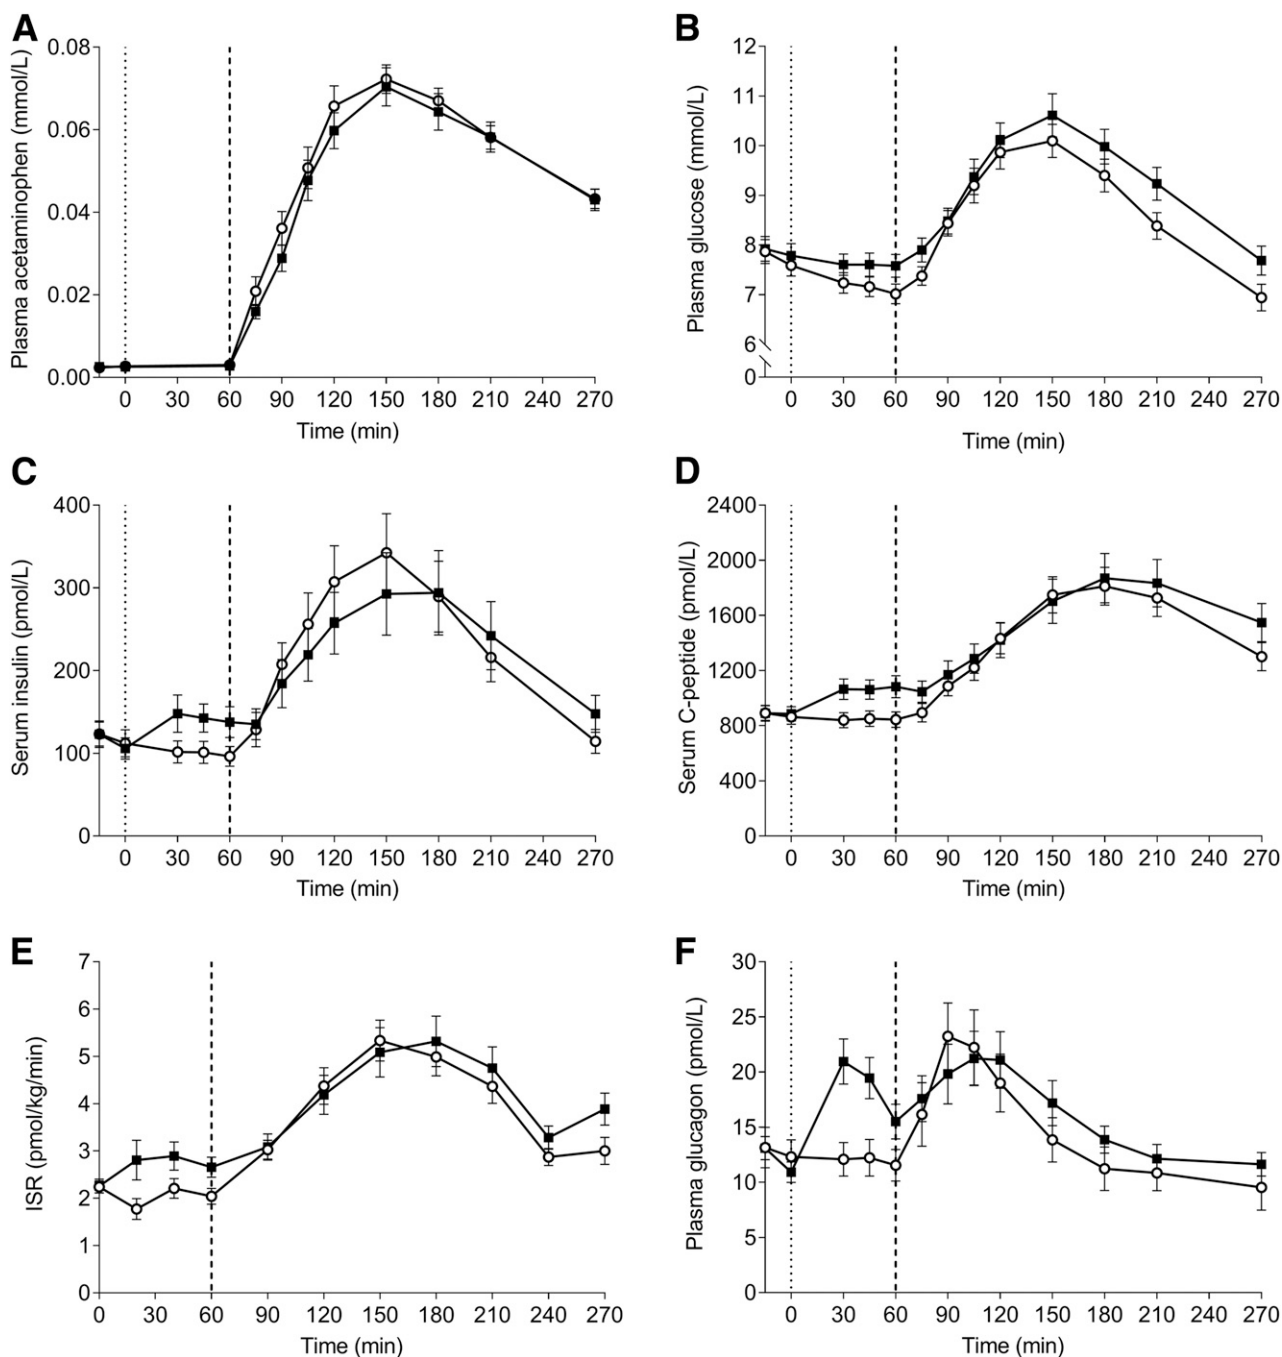 A
Plasma acetaminophen (mmol/L)
0.08
0.06
0.04
0.02
0.00
0 30 60 90 120 150 180 210 240 270
Time (min)
B
Plasma glucose (mmol/L)
12
11
10
9
8
7
6
0
0 30 60 90 120 150 180 210 240 270
Time (min)
C
Serum insulin (pmol/L)
400
300
200
100
0
0 30 60 90 120 150 180 210 240 270
Time (min)
D
Serum C-peptide (pmol/L)
2400
2000
1600
1200
800
400
0
0 30 60 90 120 150 180 210 240 270
Time (min)
E
ISR (pmol/kg/min)
7
6
5
4
3
2
1
0
0 30 60 90 120 150 180 210 240 270
Time (min)
F
Plasma glucagon (pmol/L)
30
25
20
15
10
5
0
0 30 60 90 120 150 180 210 240 270
Time (min)